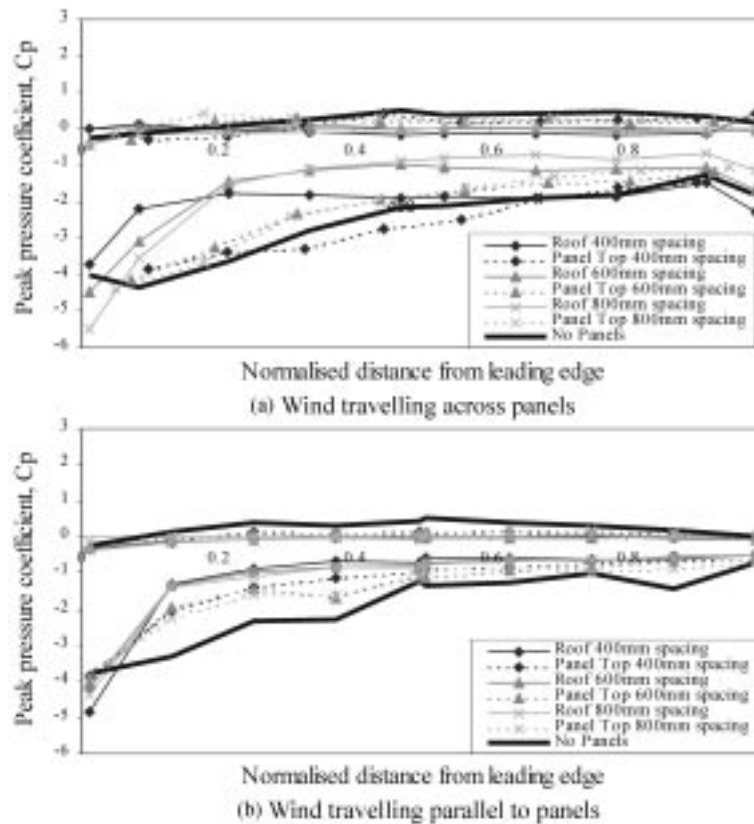 3
2
1
0
-1
-2
-3
-4
-5
-6
Peak pressure coefficient, Cp
0.2
0.4
0.6
0.8
Roof 400mm spacing
Panel Top 400mm spacing
Roof 600mm spacing
Panel Top 600mm spacing
Roof 800mm spacing
Panel Top 800mm spacing
No Panels
Normalised distance from leading edge
(a) Wind travelling across panels
3
2
1
0
-1
-2
-3
-4
-5
-6
Peak pressure coefficient, Cp
0.2
0.4
0.6
0.8
Roof 400mm spacing
Panel Top 400mm spacing
Roof 600mm spacing
Panel Top 600mm spacing
Roof 800mm spacing
Panel Top 800mm spacing
No Panels
Normalised distance from leading edge
(b) Wind travelling parallel to panels